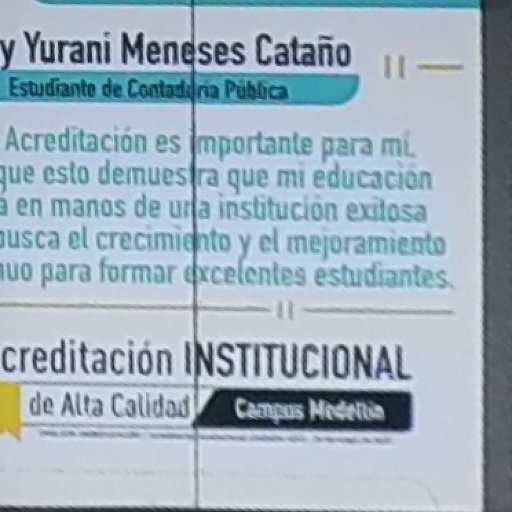 y Yurani Meneses Cataño
Estudiante de Contaduría Pública
Acreditación es importante para mí,
que esto demuestra que mi educación
á en manos de una institución exitosa
busca el crecimiento y el mejoramiento
nuo para formar excelentes estudiantes.
creditación INSTITUCIONAL
de Alta Calidad
Campus Medellín